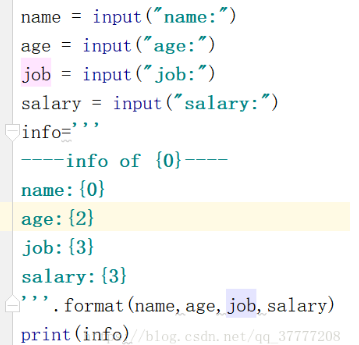 name = input("name:")
age = input("age:")
job = input("job:")
salary = input("salary:")
info='''
----info of {0}----
name:{0}
age:{2}
job:{3}
salary:{3}
'''.format(name,age,job,salary)
print(info)
https://blog.csdn.net/qq_37777208